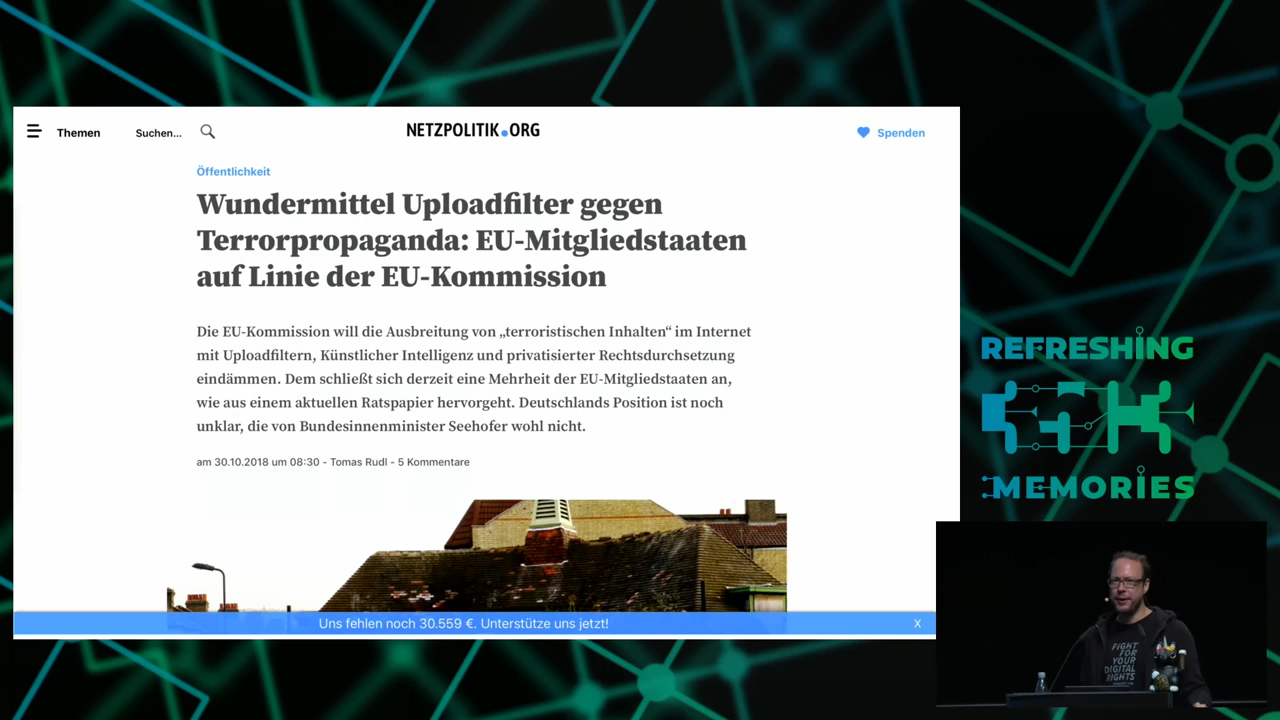 Themen
Suchen...
NETZPOLITIK.ORG
Spenden
Öffentlichkeit
Wundermittel Uploadfilter gegen
Terrorpropaganda: EU-Mitgliedstaaten
auf Linie der EU-Kommission
Die EU-Kommission will die Ausbreitung von „terroristischen Inhalten“ im Internet
mit Uploadfiltern, Künstlicher Intelligenz und privatisierter Rechtsdurchsetzung
eindämmen. Dem schließt sich derzeit eine Mehrheit der EU-Mitgliedstaaten an,
wie aus einem aktuellen Ratspapier hervorgeht. Deutschlands Position ist noch
unklar, die von Bundesinnenminister Seehofer wohl nicht.
am 30.10.2018 um 08:30 - Tomas Rudl - 5 Kommentare
Uns fehlen noch 30.559 €. Unterstütze uns jetzt!
X
REFRESHING
35C3
MEMORIES
FIGHT
FOR
YOUR
DIGITAL
RIGHTS